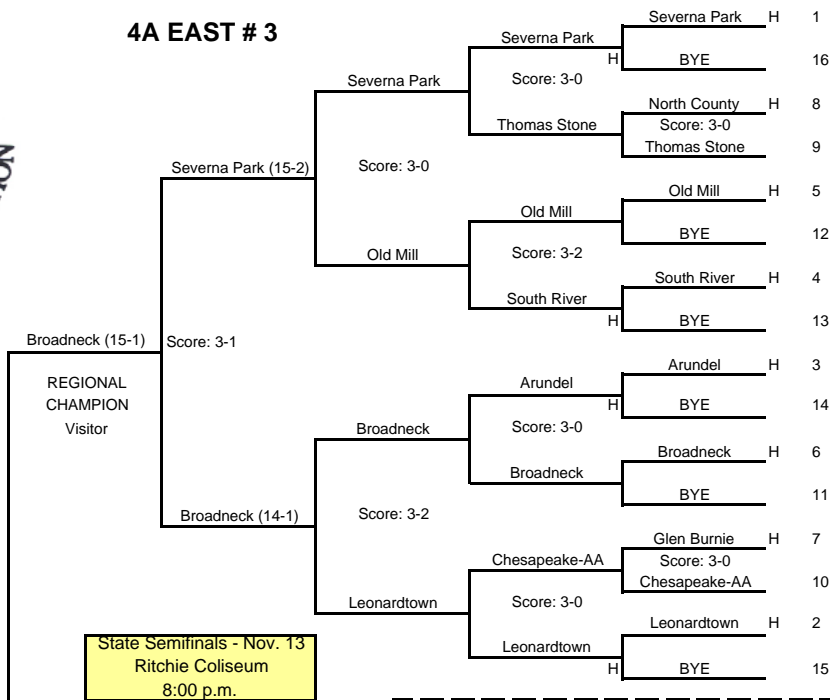 4A EAST # 3
Severna Park H 1
Severna Park
H BYE 16
Severna Park
Score: 3-0
North County H 8
Thomas Stone
Score: 3-0
Thomas Stone 9
Severna Park (15-2)
Score: 3-0
Old Mill H 5
Old Mill
BYE 12
Old Mill
Score: 3-2
South River H 4
South River
H BYE 13
Broadneck (15-1)
Score: 3-1
REGIONAL
CHAMPION
Visitor
Arundel H 3
Arundel
H BYE 14
Broadneck
Score: 3-0
Broadneck H 6
Broadneck
BYE 11
Broadneck (14-1)
Score: 3-2
Glen Burnie H 7
Chesapeake-AA
Score: 3-0
Chesapeake-AA 10
Leonardtown
Score: 3-0
Leonardtown H 2
Leonardtown
H BYE 15
State Semifinals - Nov. 13
Ritchie Coliseum
8:00 p.m.